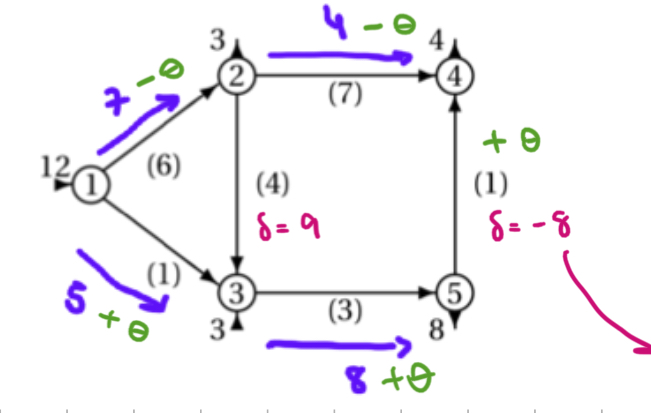 4 - θ
3
4
2
4
(7)
7 - θ
+ θ
(6)
12
1
(4)
(1)
δ = 9
δ = -8
(1)
5 + θ
3
5
(3)
3
8
8 + θ